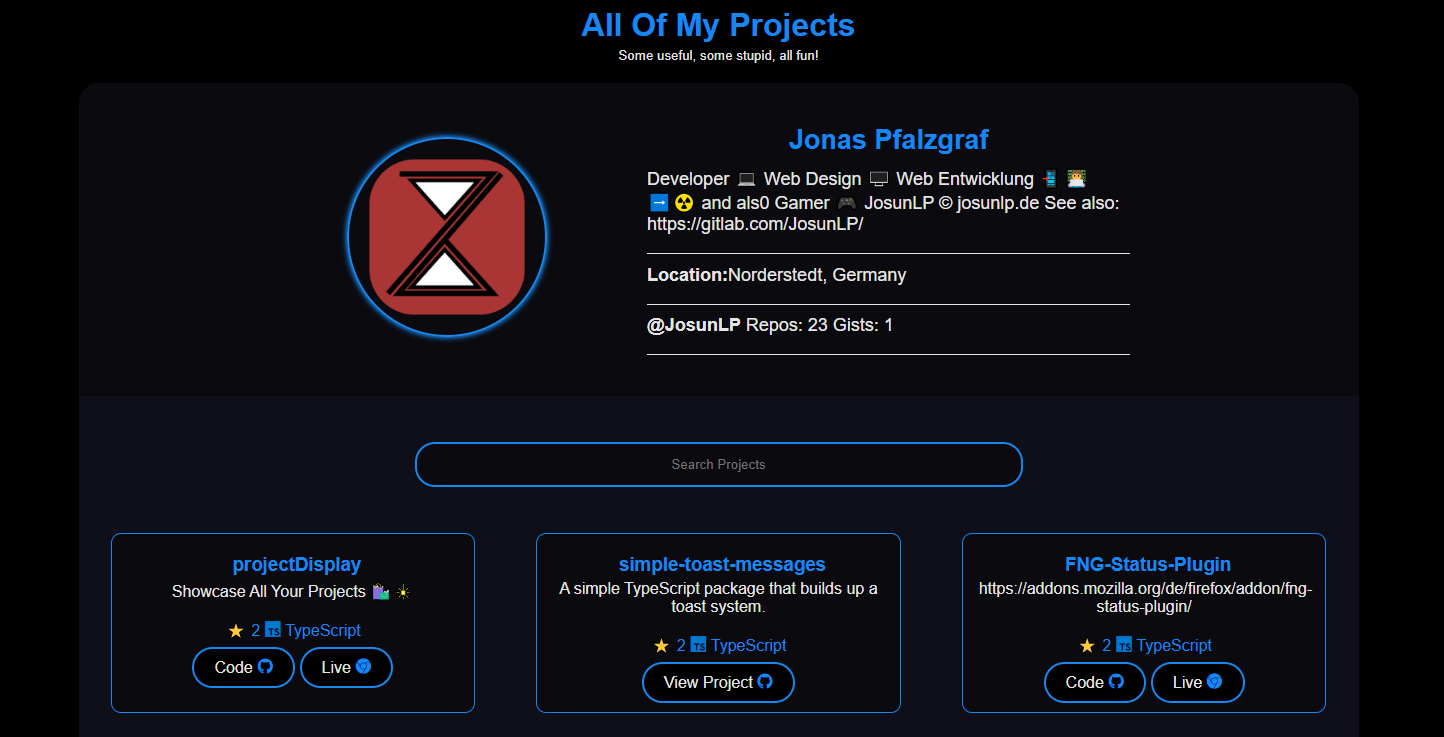 All Of My Projects
Some useful, some stupid, all fun!
Jonas Pfalzgraf
Developer 💻 Web Design 🖥️ Web Entwicklung 📲 👨‍💻
➡️ ☢️ and als0 Gamer 🎮 JosunLP © josunlp.de See also:
https://gitlab.com/JosunLP/
Location:Norderstedt, Germany
@JosunLP Repos: 23 Gists: 1
Search Projects
projectDisplay
Showcase All Your Projects 🛍️ ☀️
⭐ 2 TS TypeScript
Code
Live
simple-toast-messages
A simple TypeScript package that builds up a
toast system.
⭐ 2 TS TypeScript
View Project
FNG-Status-Plugin
https://addons.mozilla.org/de/firefox/addon/fng-
status-plugin/
⭐ 2 TS TypeScript
Code
Live